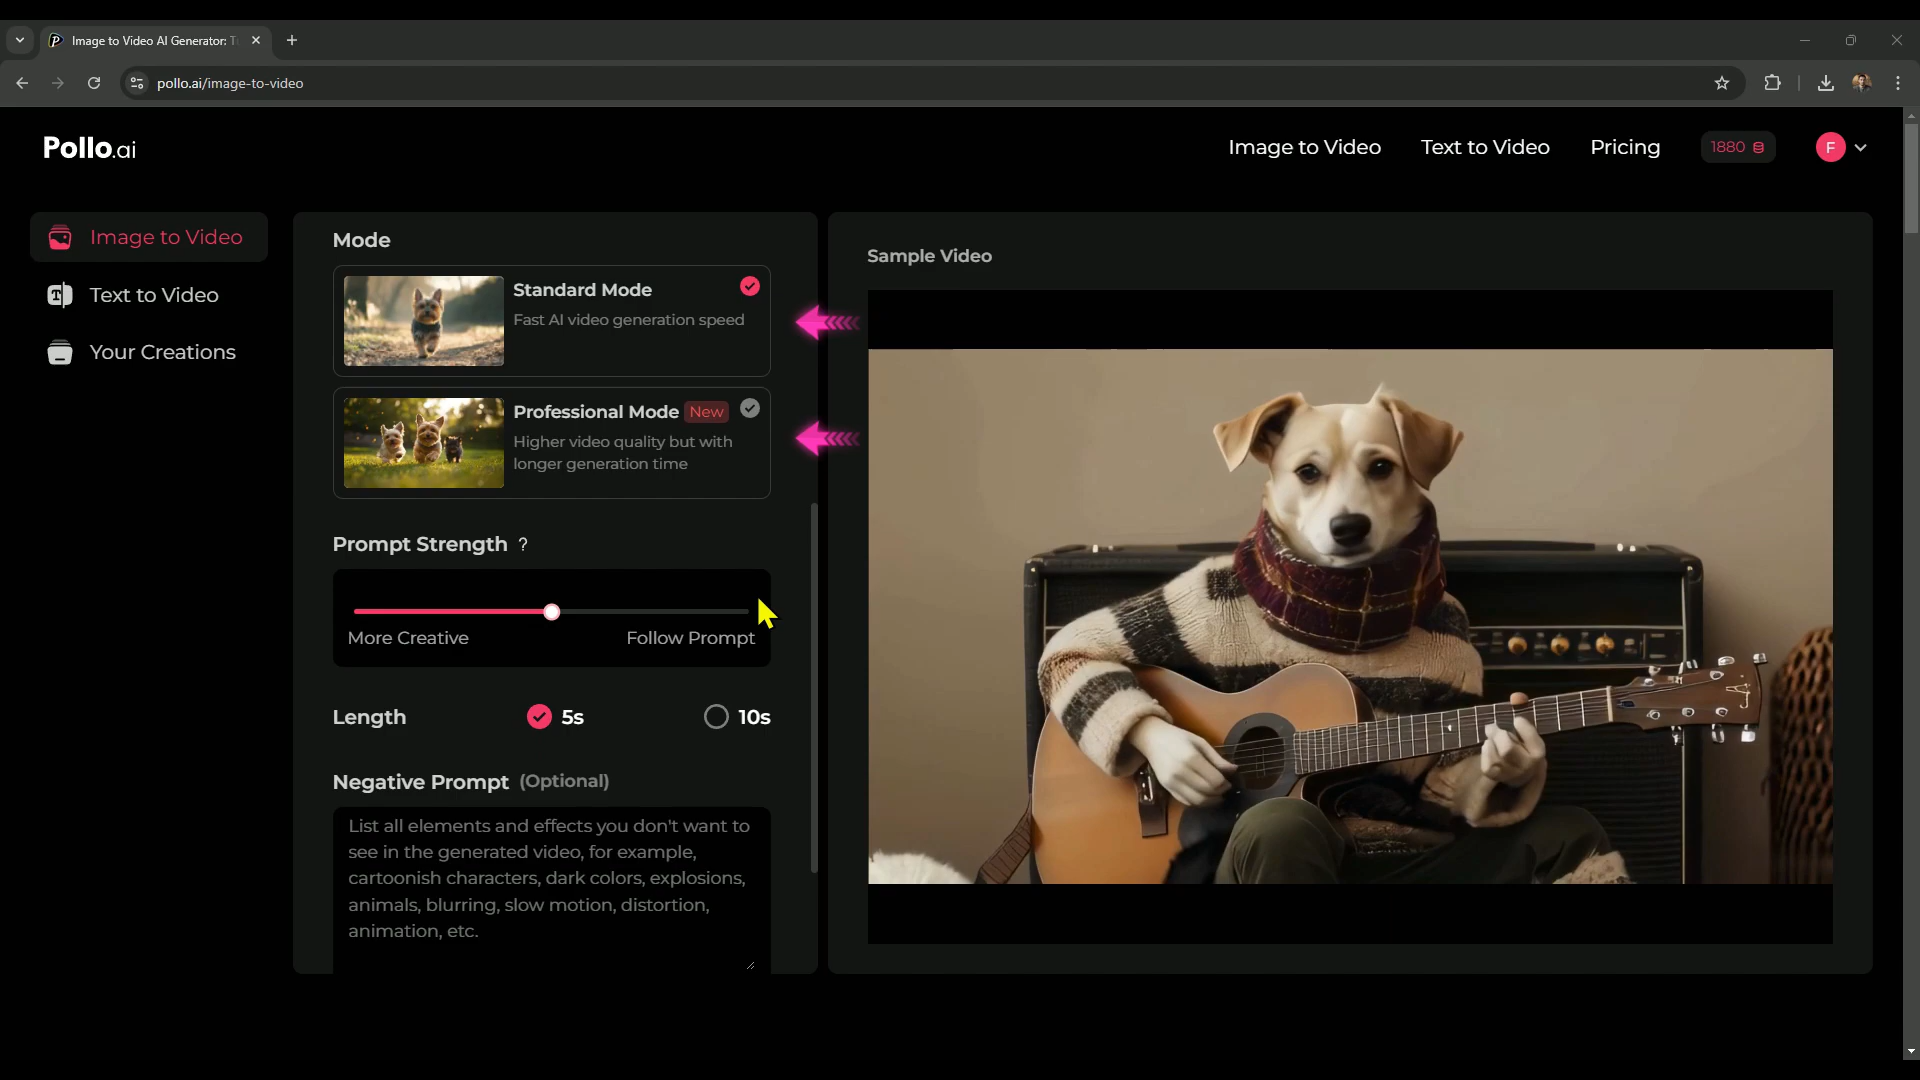 Image to Video AI Generator: T
pollo.ai/image-to-video
Pollo.ai
Image to Video
Text to Video
Pricing
1880
F
Image to Video
Text to Video
Your Creations
Mode
Standard Mode
Fast AI video generation speed
Professional Mode New
Higher video quality but with
longer generation time
Prompt Strength ?
More Creative
Follow Prompt
Length
5s
10s
Negative Prompt (Optional)
List all elements and effects you don't want to
see in the generated video, for example,
cartoonish characters, dark colors, explosions,
animals, blurring, slow motion, distortion,
animation, etc.
Sample Video